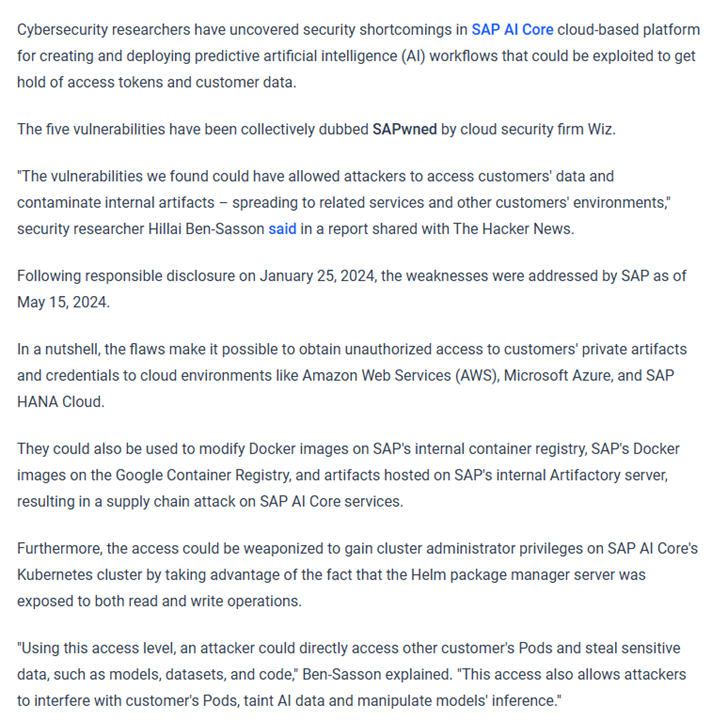 Cybersecurity researchers have uncovered security shortcomings in SAP AI Core cloud-based platform
for creating and deploying predictive artificial intelligence (AI) workflows that could be exploited to get
hold of access tokens and customer data.
The five vulnerabilities have been collectively dubbed SAPwned by cloud security firm Wiz.
"The vulnerabilities we found could have allowed attackers to access customers' data and
contaminate internal artifacts – spreading to related services and other customers' environments,"
security researcher Hillai Ben-Sasson said in a report shared with The Hacker News.
Following responsible disclosure on January 25, 2024, the weaknesses were addressed by SAP as of
May 15, 2024.
In a nutshell, the flaws make it possible to obtain unauthorized access to customers' private artifacts
and credentials to cloud environments like Amazon Web Services (AWS), Microsoft Azure, and SAP
HANA Cloud.
They could also be used to modify Docker images on SAP's internal container registry, SAP's Docker
images on the Google Container Registry, and artifacts hosted on SAP's internal Artifactory server,
resulting in a supply chain attack on SAP AI Core services.
Furthermore, the access could be weaponized to gain cluster administrator privileges on SAP AI Core's
Kubernetes cluster by taking advantage of the fact that the Helm package manager server was
exposed to both read and write operations.
"Using this access level, an attacker could directly access other customer's Pods and steal sensitive
data, such as models, datasets, and code," Ben-Sasson explained. "This access also allows attackers
to interfere with customer's Pods, taint AI data and manipulate models' inference."